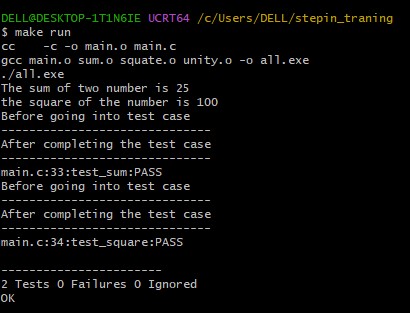 DELL@DESKTOP-1T1N6IE UCRT64 /c/Users/DELL/stepin_traning
$ make run
cc    -c -o main.o main.c
gcc main.o sum.o squate.o unity.o -o all.exe
./all.exe
The sum of two number is 25
the square of the number is 100
Before going into test case
------------------------------
After completing the test case
------------------------------
main.c:33:test_sum:PASS
Before going into test case
------------------------------
After completing the test case
------------------------------
main.c:34:test_square:PASS

-----------------------
2 Tests 0 Failures 0 Ignored
OK